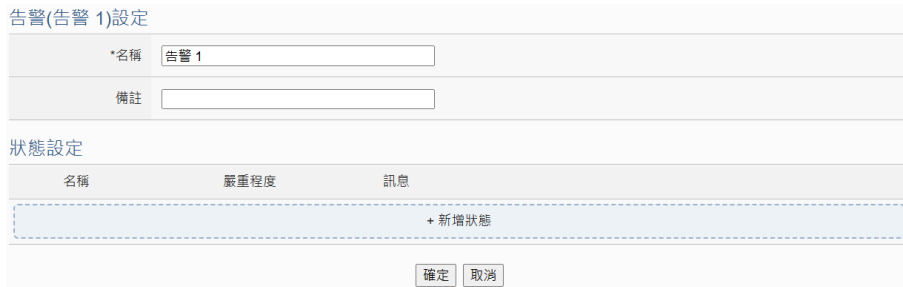 告警(告警 1)設定
*名稱 告警 1
備註
狀態設定
名稱 嚴重程度 訊息
+ 新增狀態
確定 取消